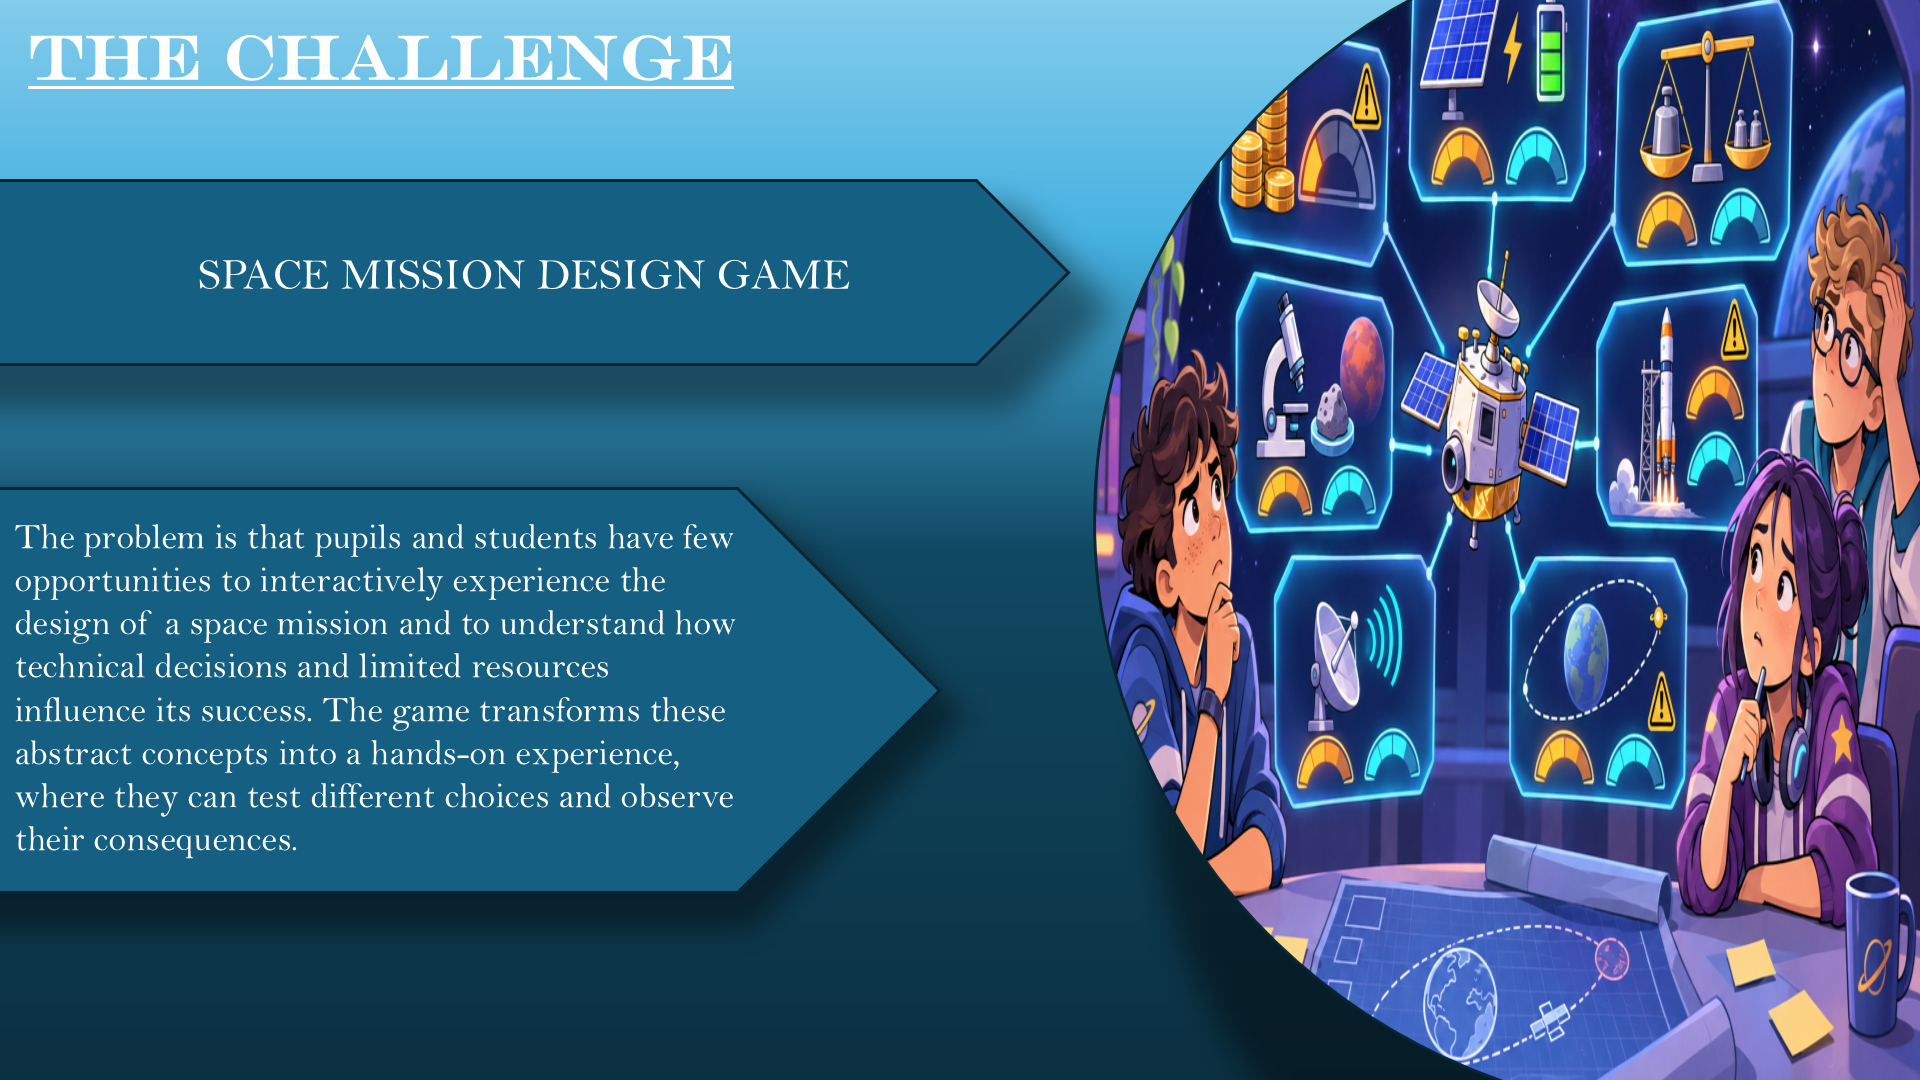 THE CHALLENGE
SPACE MISSION DESIGN GAME
The problem is that pupils and students have few
opportunities to interactively experience the
design of a space mission and to understand how
technical decisions and limited resources
influence its success. The game transforms these
abstract concepts into a hands-on experience,
where they can test different choices and observe
their consequences.